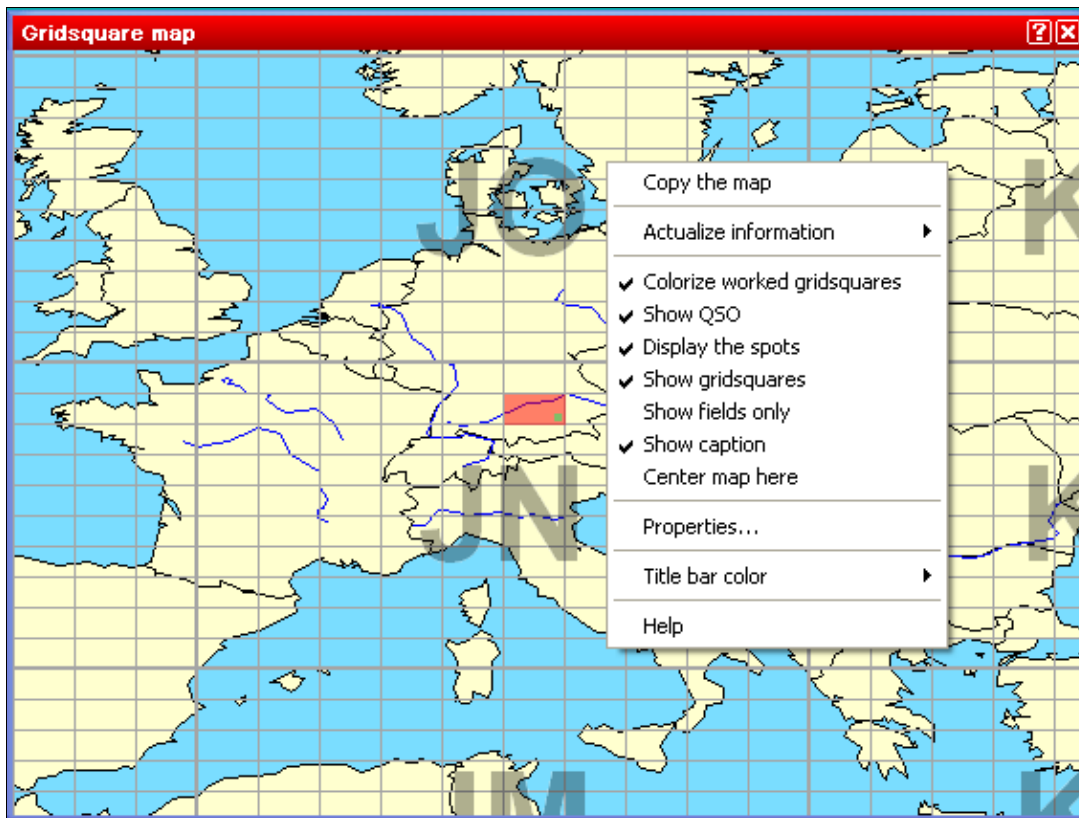 Gridsquare map
JO
K
Copy the map
Actualize information
Colorize worked gridsquares
Show QSO
Display the spots
Show gridsquares
Show fields only
Show caption
Center map here
JN
K
Properties...
Title bar color
Help
JM
K